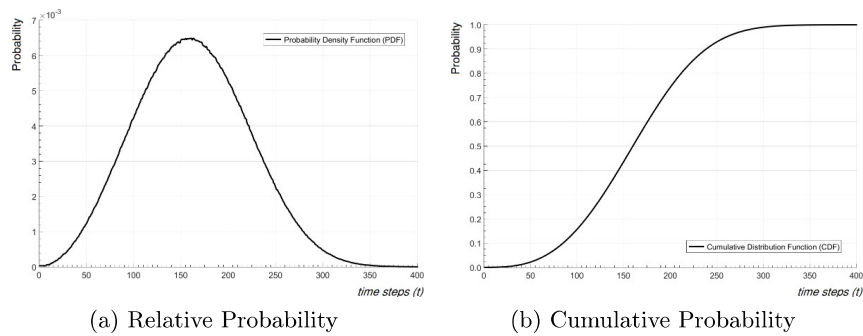 7 ×10⁻³
6
5
4
3
2
1
0
Probability
Probability Density Function (PDF)
0 50 100 150 200 250 300 350 400
time steps (t)
(a) Relative Probability
1.0
0.9
0.8
0.7
0.6
0.5
0.4
0.3
0.2
0.1
0.0
Probability
Cumulative Distribution Function (CDF)
0 50 100 150 200 250 300 350 400
time steps (t)
(b) Cumulative Probability